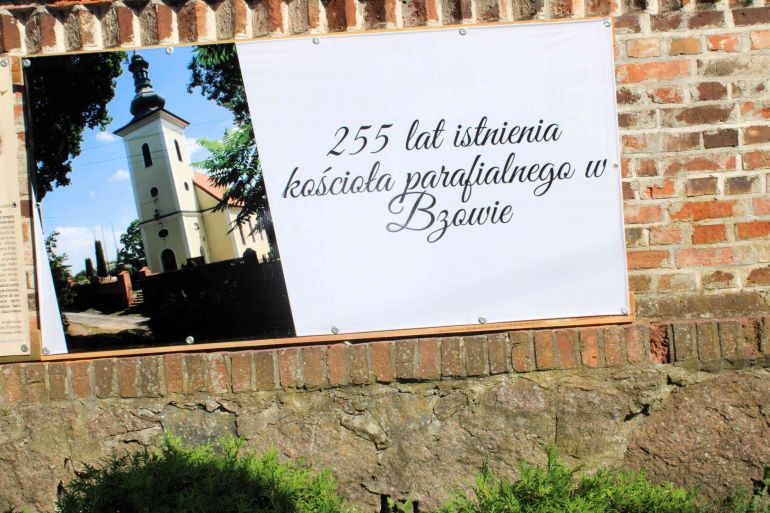 255 lat istnienia
kościoła parafialnego w
Bzowie